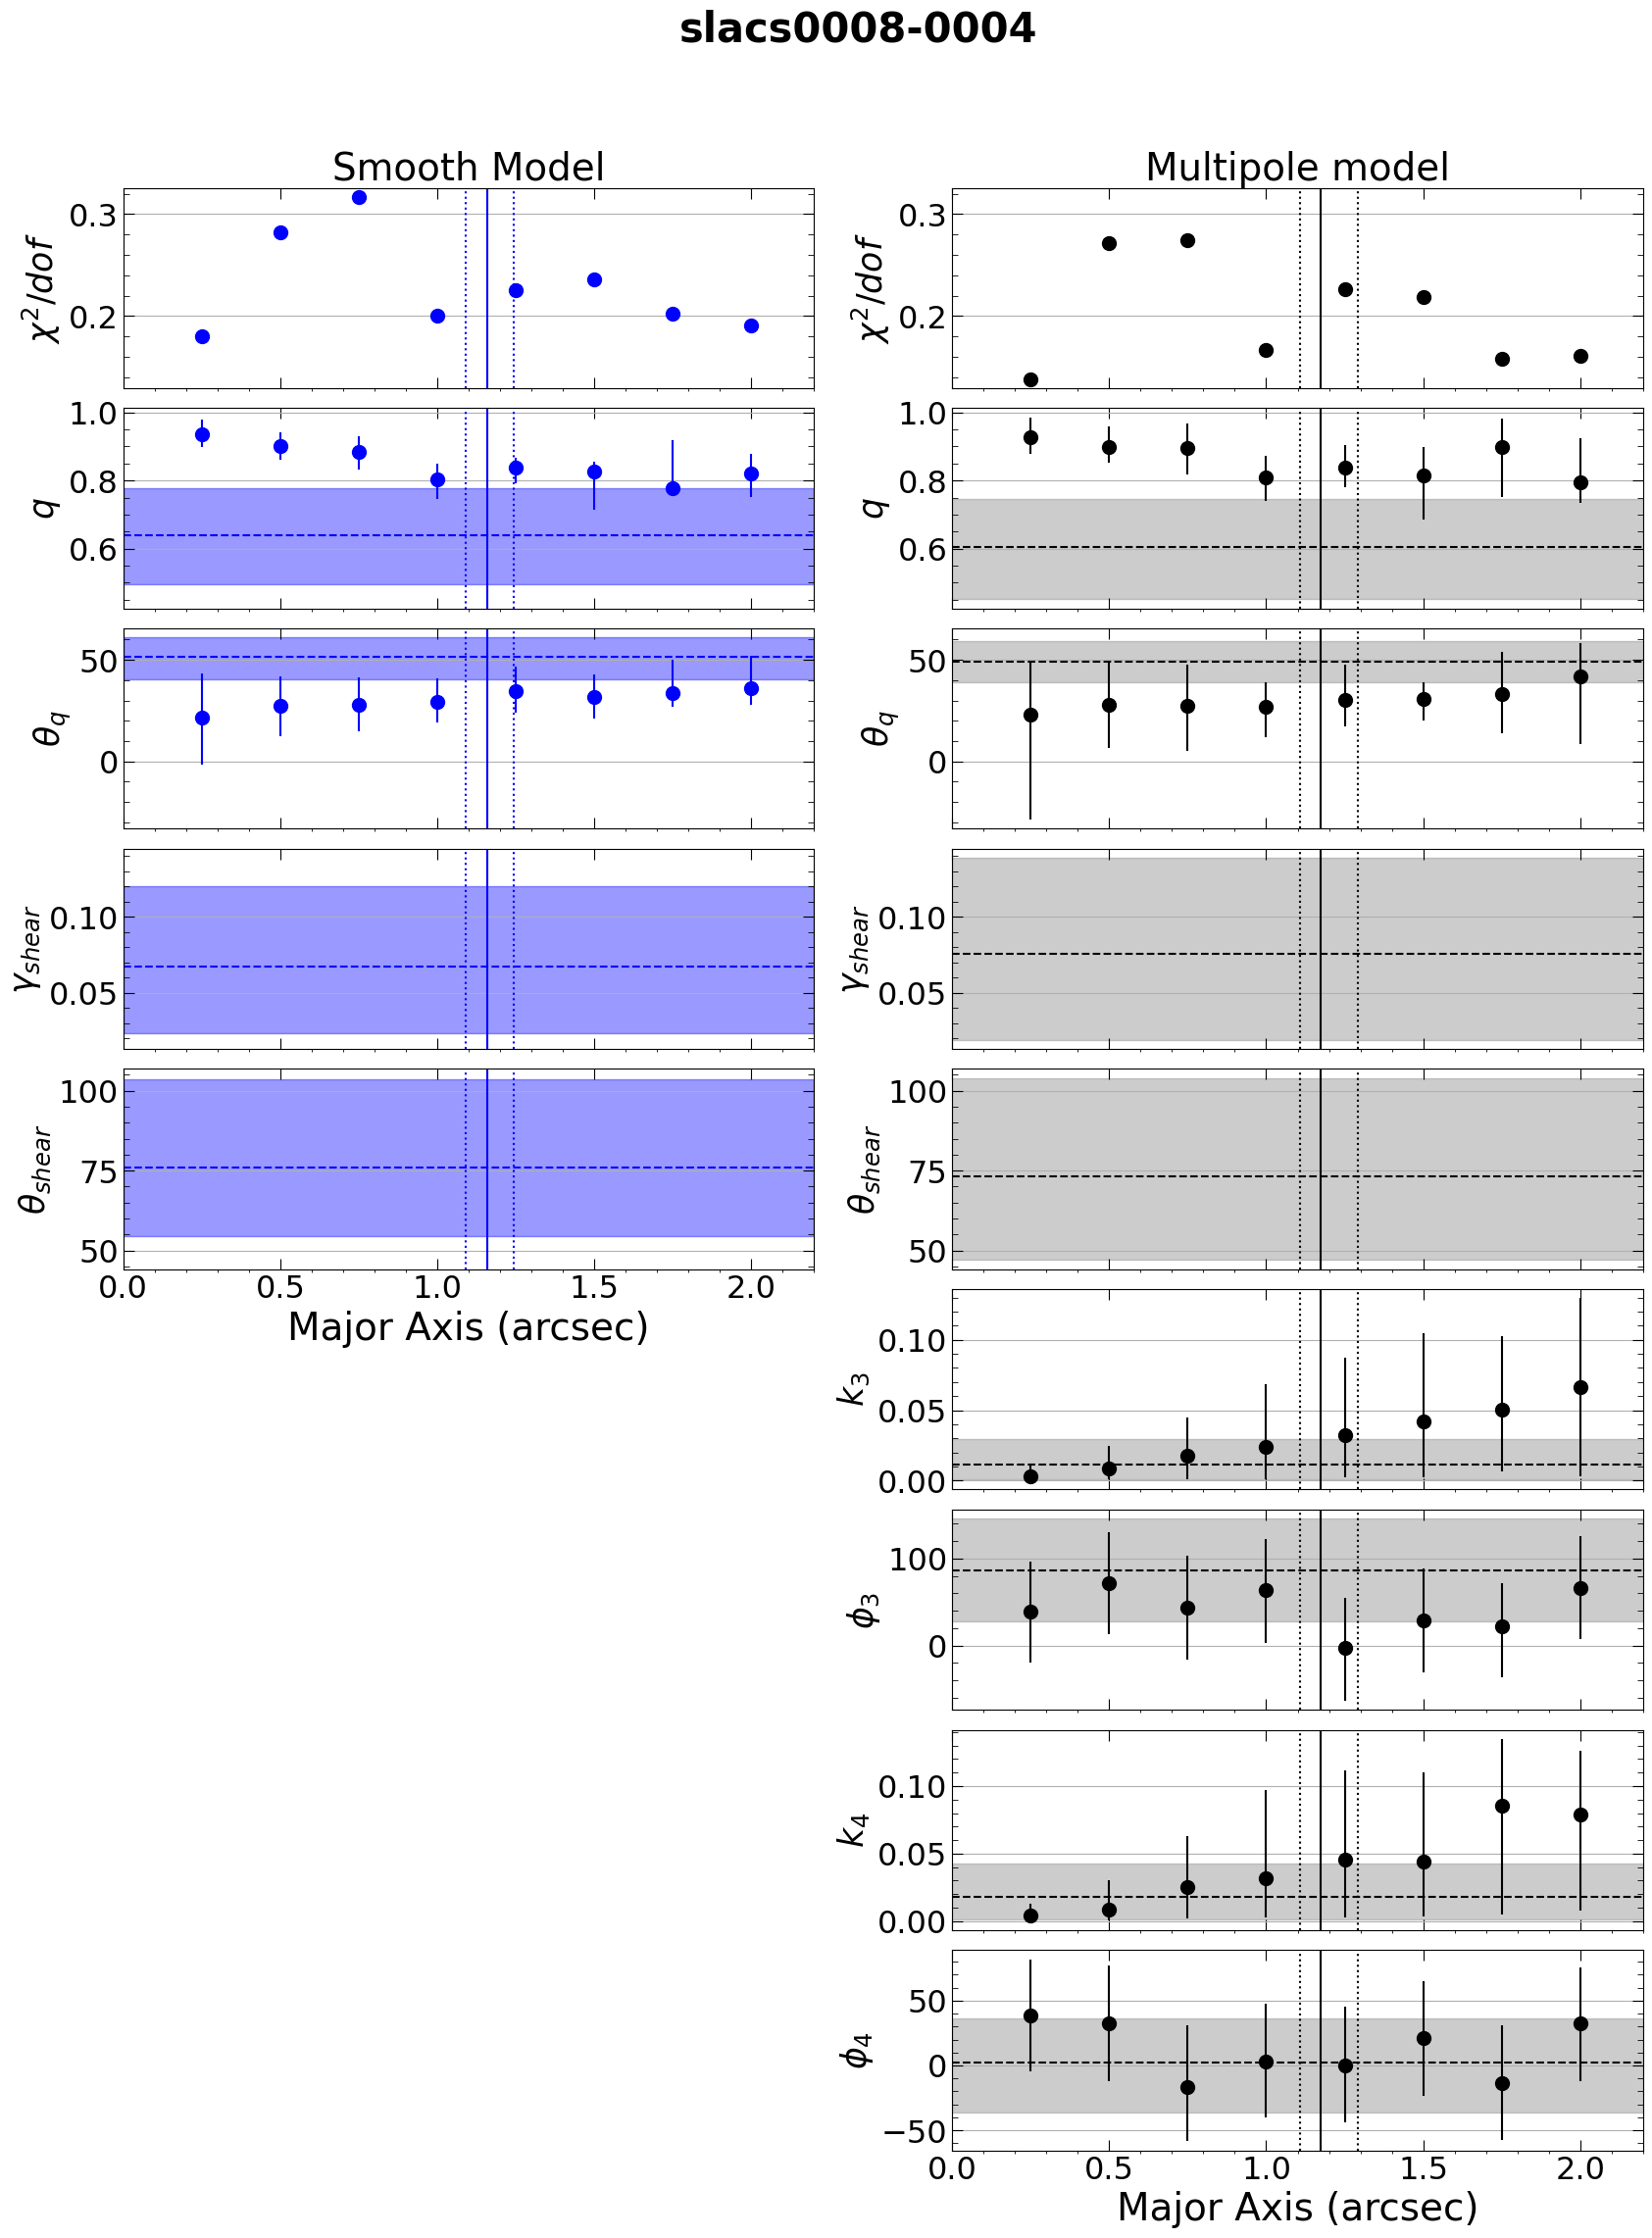 slacs0008-0004
Smooth Model
χ²/dof
0.3
0.2
q
1.0
0.8
0.6
θq
50
0
γshear
0.10
0.05
θshear
100
75
50
0.0 0.5 1.0 1.5 2.0
Major Axis (arcsec)
Multipole model
χ²/dof
0.3
0.2
q
1.0
0.8
0.6
θq
50
0
γshear
0.10
0.05
θshear
100
75
50
k₃
0.10
0.05
0.00
ϕ₃
100
0
k₄
0.10
0.05
0.00
ϕ₄
50
0
−50
0.0 0.5 1.0 1.5 2.0
Major Axis (arcsec)